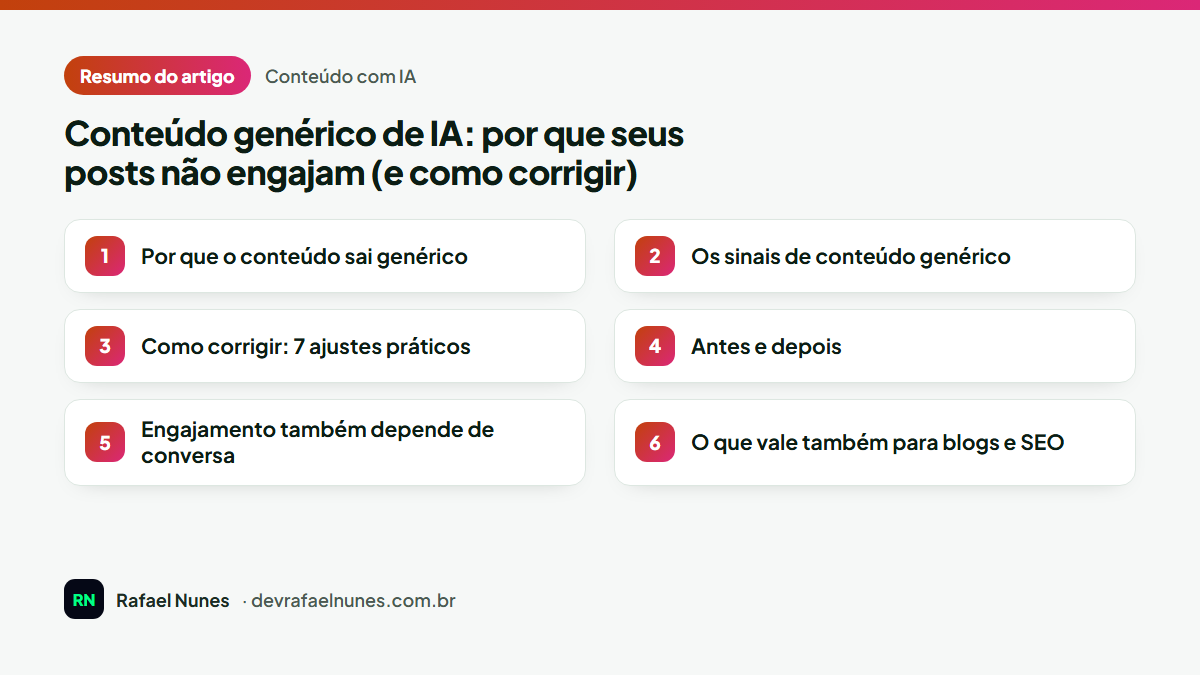 Resumo do artigo
Conteúdo com IA
Conteúdo genérico de IA: por que seus
posts não engajam (e como corrigir)
1
Por que o conteúdo sai genérico
2
Os sinais de conteúdo genérico
3
Como corrigir: 7 ajustes práticos
4
Antes e depois
5
Engajamento também depende de
conversa
6
O que vale também para blogs e SEO
RN
Rafael Nunes · devrafaelnunes.com.br